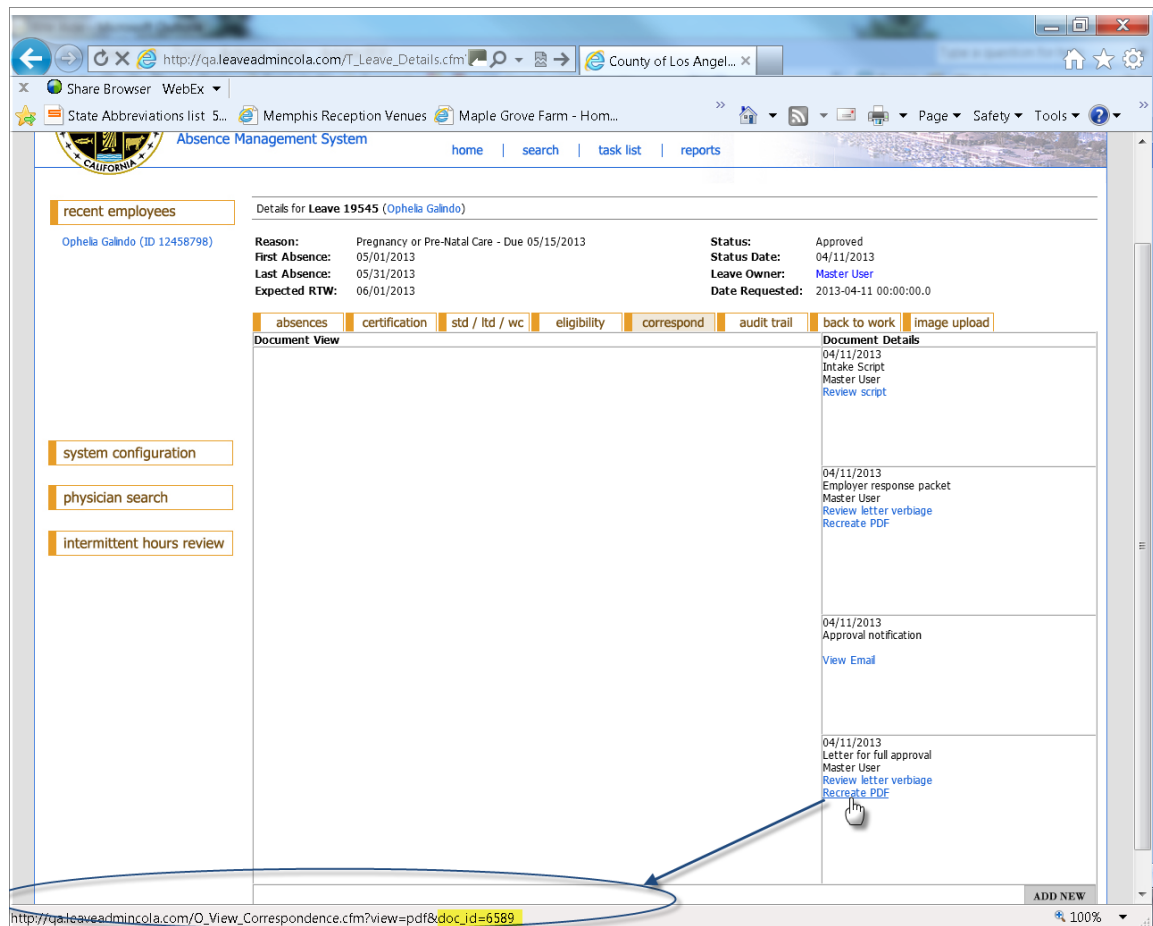 http://qa.leaveadmincola.com/T_Leave_Details.cfm
County of Los Angel...
Share Browser WebEx
State Abbreviations list 5... Memphis Reception Venues Maple Grove Farm - Hom... Page Safety Tools
CALIFORNIA
Absence Management System
home | search | task list | reports
recent employees
Ophelia Galindo (ID 12458798)
system configuration
physician search
intermittent hours review
Details for Leave 19545 (Ophelia Galindo)
Reason: Pregnancy or Pre-Natal Care - Due 05/15/2013 Status: Approved
First Absence: 05/01/2013 Status Date: 04/11/2013
Last Absence: 05/31/2013 Leave Owner: Master User
Expected RTW: 06/01/2013 Date Requested: 2013-04-11 00:00:00.0
absences certification std / ltd / wc eligibility correspond audit trail back to work image upload
Document View Document Details
04/11/2013
Intake Script
Master User
Review script
04/11/2013
Employer response packet
Master User
Review letter verbiage
Recreate PDF
04/11/2013
Approval notification
View Email
04/11/2013
Letter for full approval
Master User
Review letter verbiage
Recreate PDF
ADD NEW
http://qa.leaveadmincola.com/O_View_Correspondence.cfm?view=pdf&doc_id=6589
100%